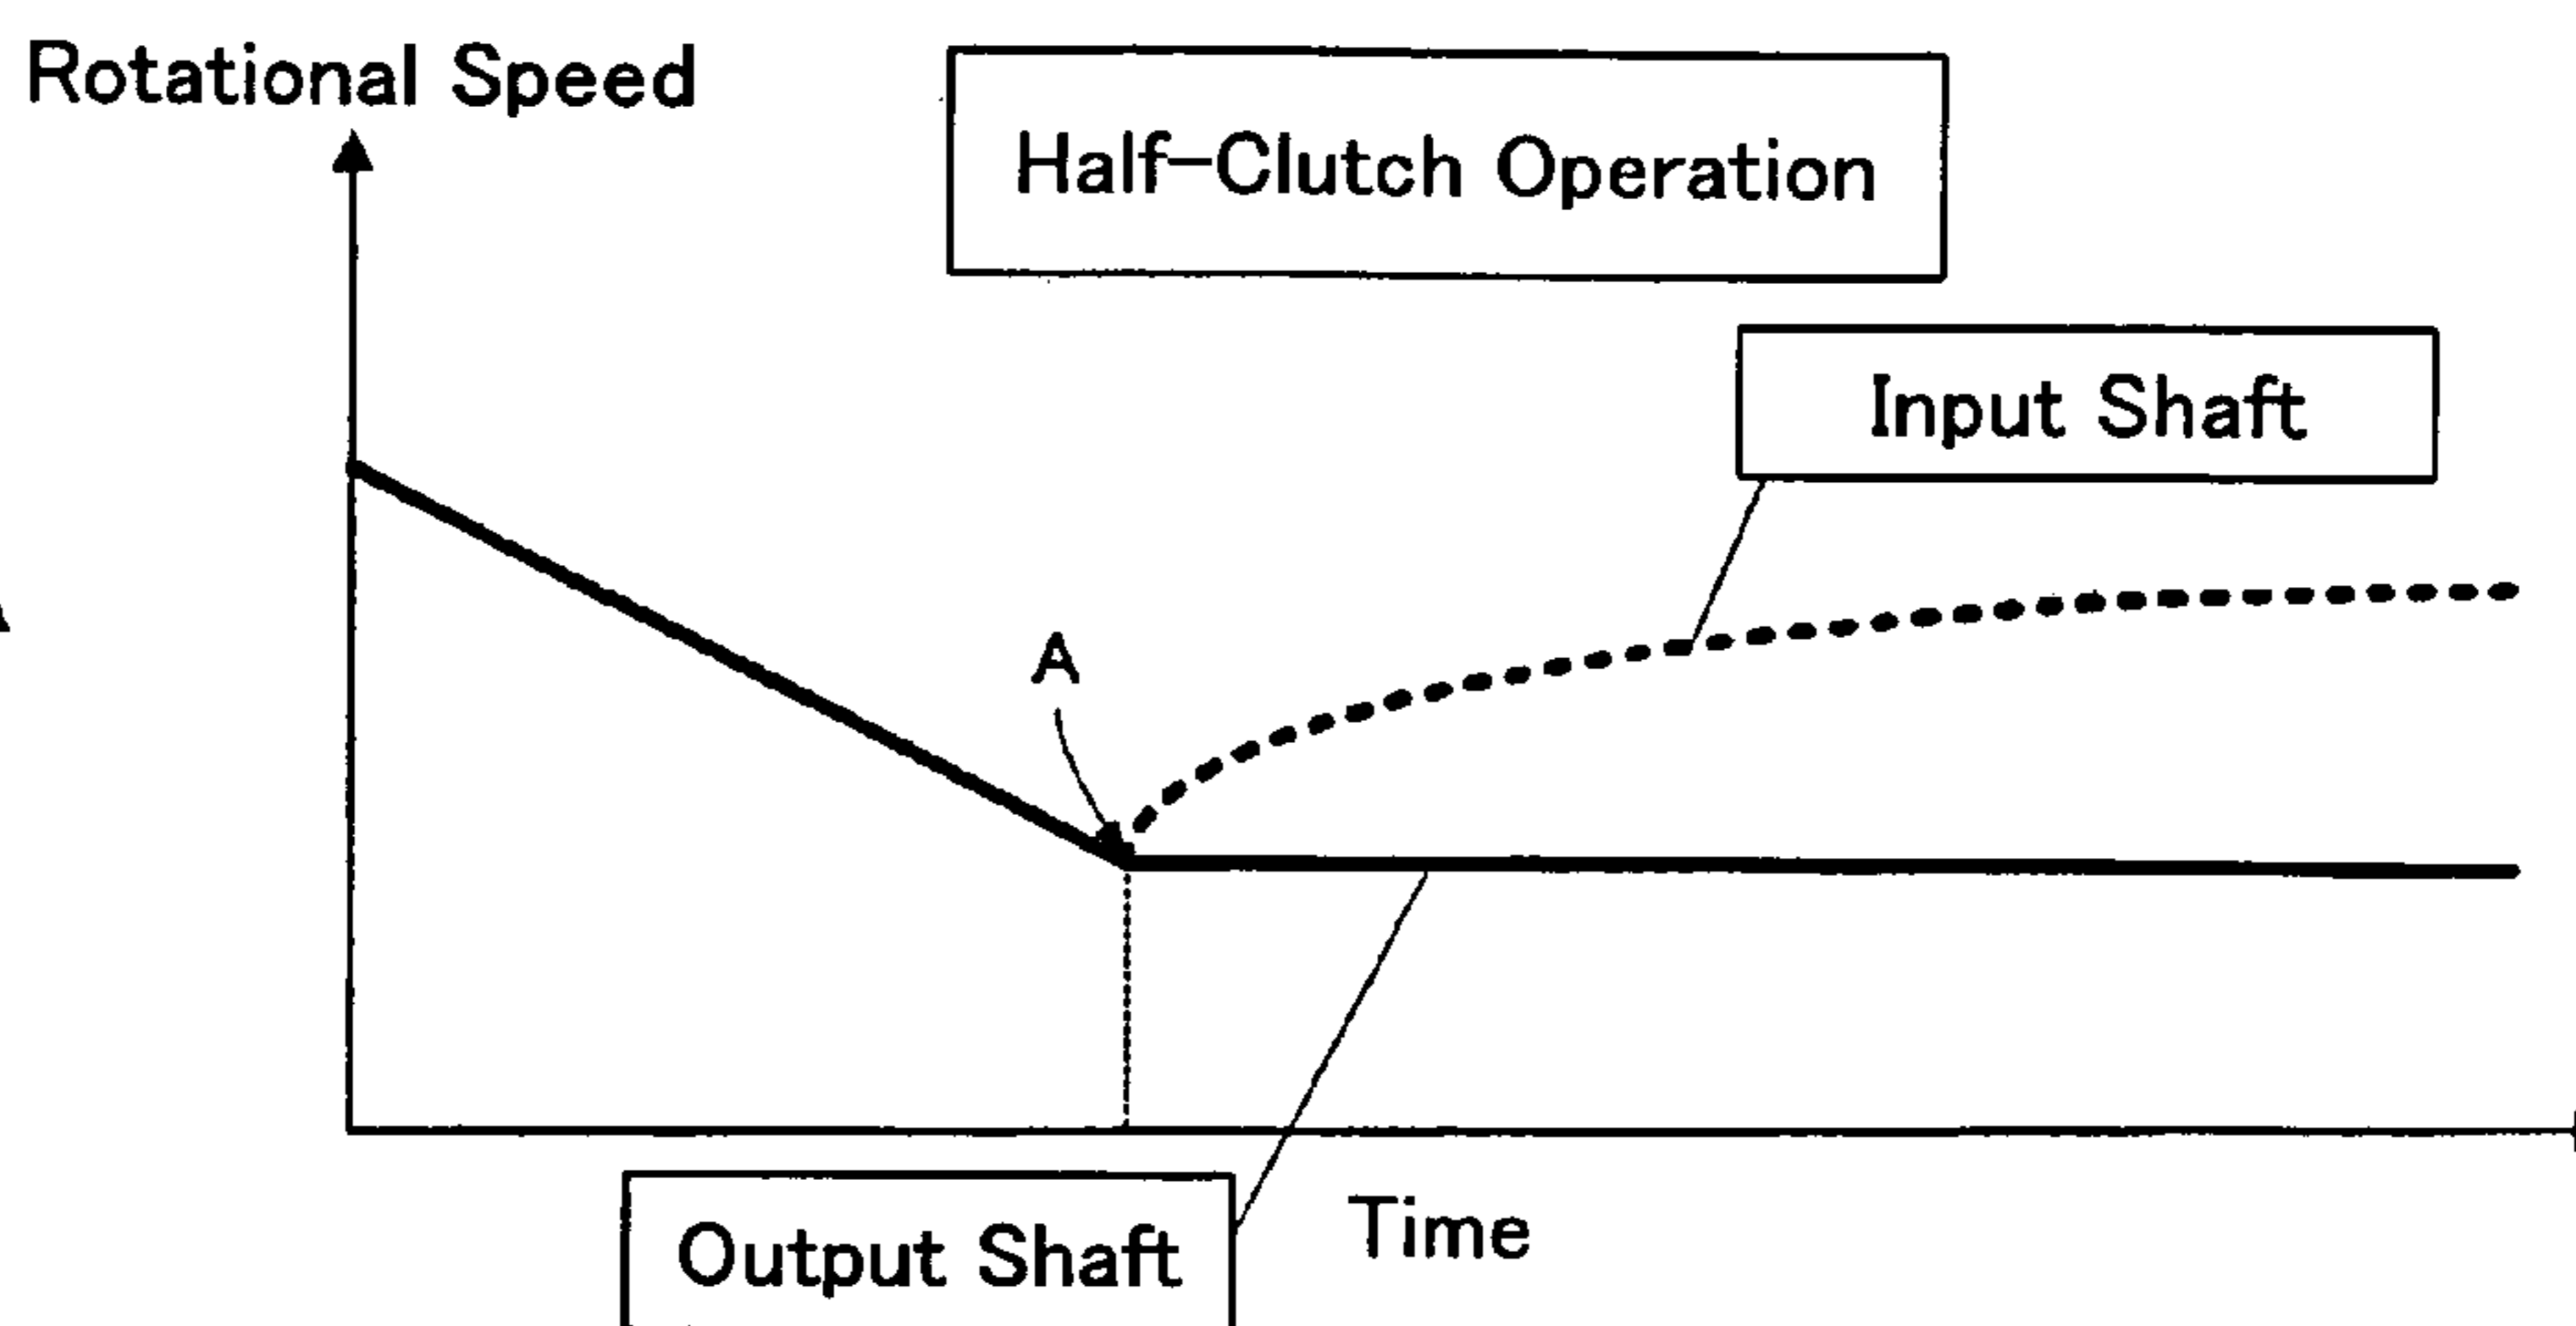 Rotational Speed
Half-Clutch Operation
Input Shaft
A
Output Shaft
Time